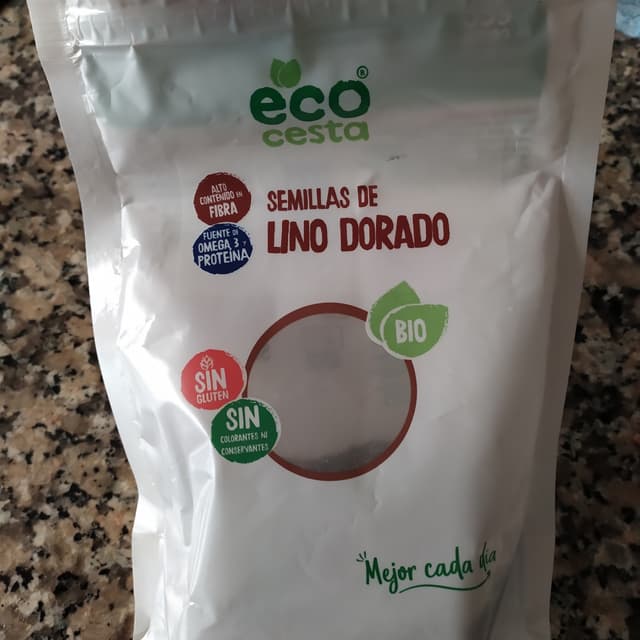 eco®
cesta
ALTO
CONTENIDO EN
FIBRA
FUENTE DE
OMEGA 3 Y
PROTEÍNA
SEMILLAS DE
LINO DORADO
BIO
SIN
GLUTEN
SIN
COLORANTES NI
CONSERVANTES
Mejor cada día